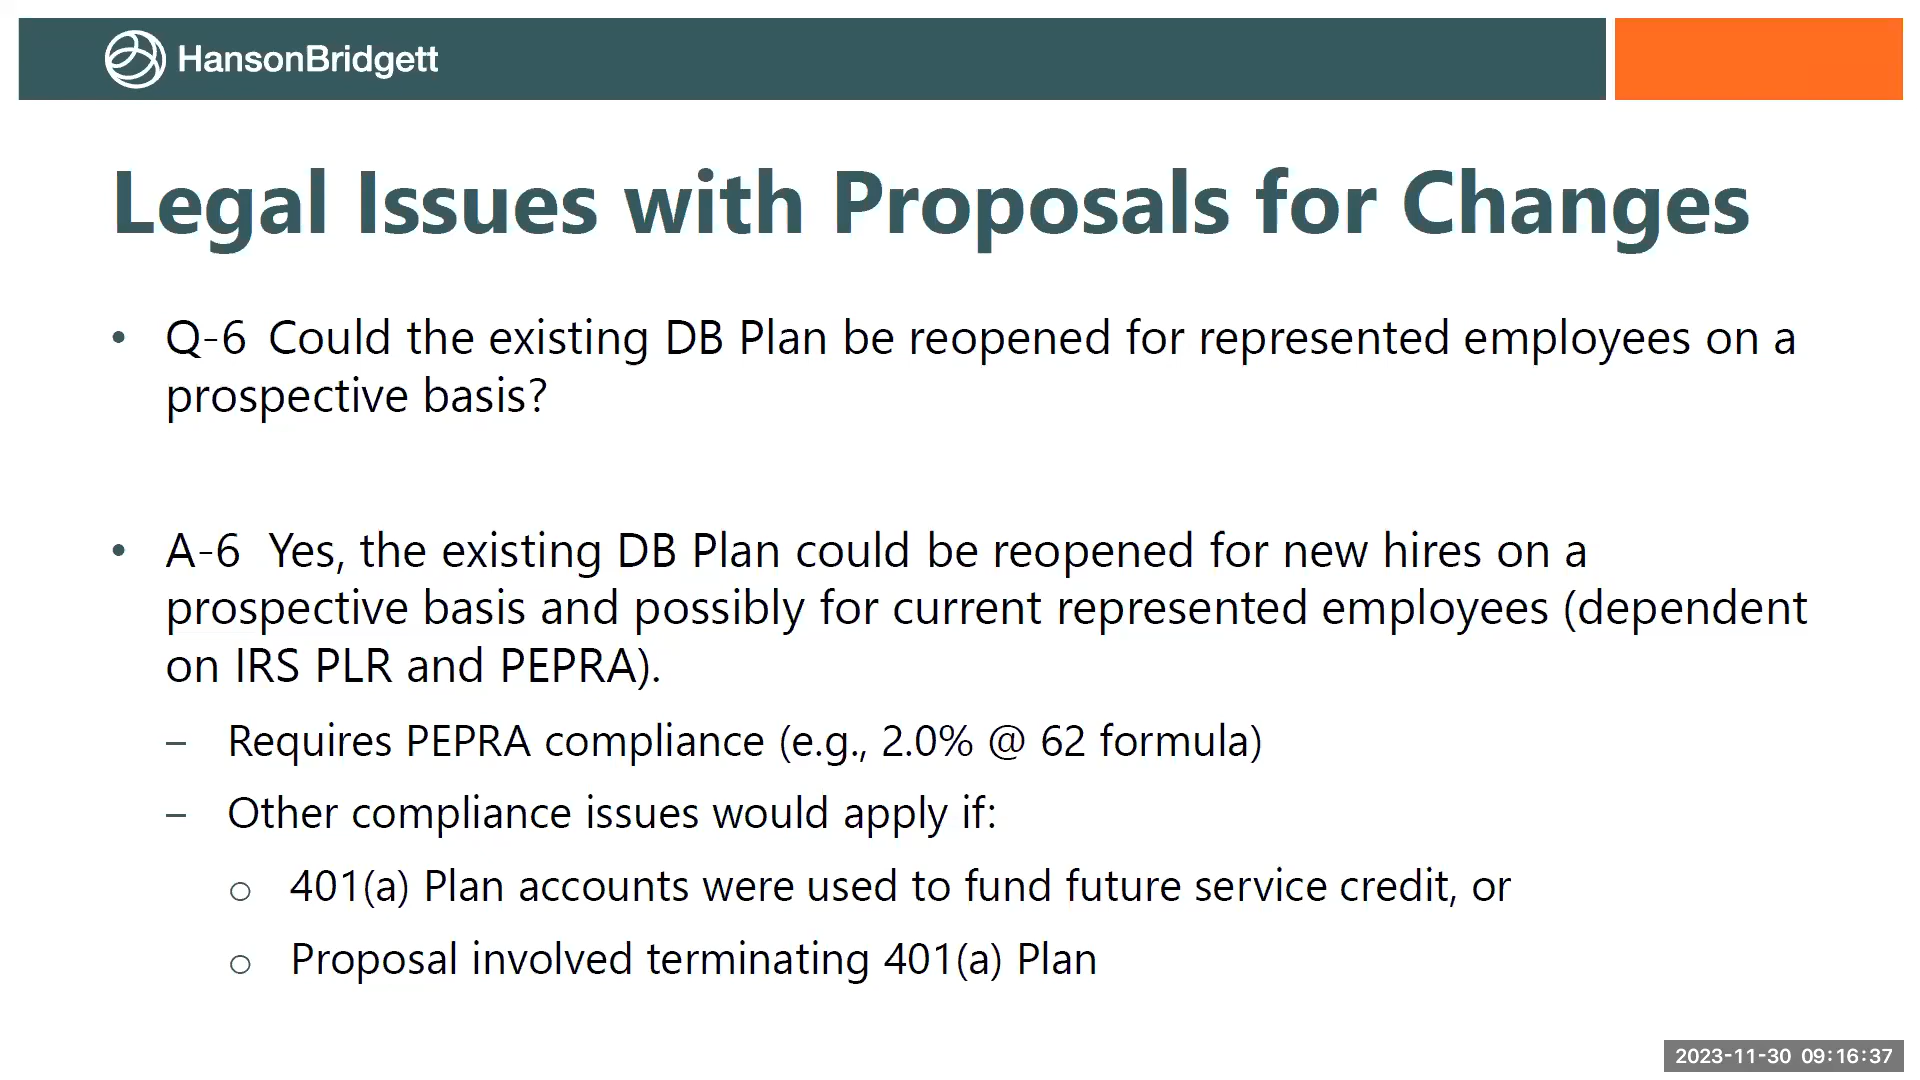 HansonBridgett
Legal Issues with Proposals for Changes
• Q-6 Could the existing DB Plan be reopened for represented employees on a
prospective basis?
• A-6 Yes, the existing DB Plan could be reopened for new hires on a
prospective basis and possibly for current represented employees (dependent
on IRS PLR and PEPRA).
– Requires PEPRA compliance (e.g., 2.0% @ 62 formula)
– Other compliance issues would apply if:
o 401(a) Plan accounts were used to fund future service credit, or
o Proposal involved terminating 401(a) Plan
2023-11-30 09:16:37